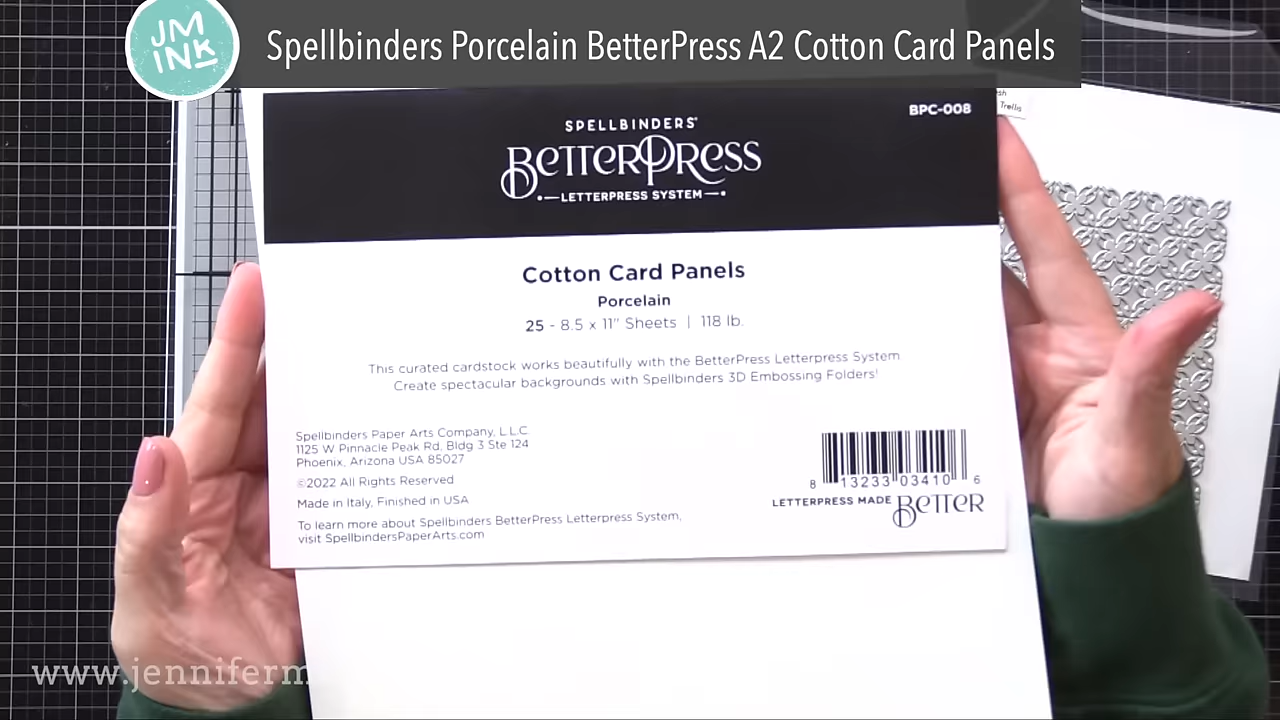 JM
INK
Spellbinders Porcelain BetterPress A2 Cotton Card Panels
BPC-008
Trellis
SPELLBINDERS®
BETTERPRESS
LETTERPRESS SYSTEM
Cotton Card Panels
Porcelain
25 - 8.5 x 11" Sheets | 118 lb.
This curated cardstock works beautifully with the BetterPress Letterpress System
Create spectacular backgrounds with Spellbinders 3D Embossing Folders!
Spellbinders Paper Arts Company, L.L.C.
1125 W Pinnacle Peak Rd, Bldg 3 Ste 124
Phoenix, Arizona USA 85027
©2022 All Rights Reserved
Made in Italy, Finished in USA
To learn more about Spellbinders BetterPress Letterpress System,
visit SpellbindersPaperArts.com
8 13233 03410 6
LETTERPRESS MADE BETTER
www.jenniferm